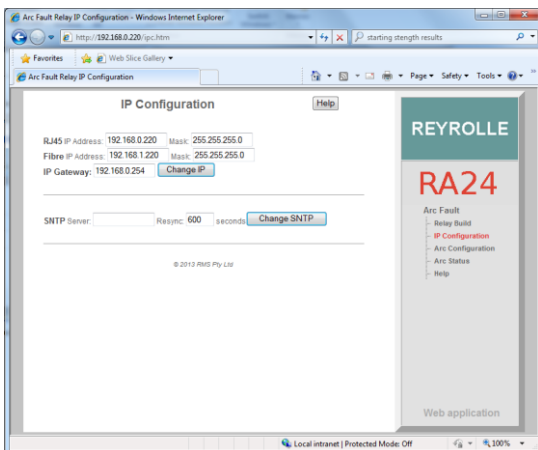 Arc Fault Relay IP Configuration - Windows Internet Explorer
http://192.168.0.220/ipc.htm
starting stength results
Favorites Web Slice Gallery
Arc Fault Relay IP Configuration
Page Safety Tools
IP Configuration
Help
RJ45 IP Address: 192.168.0.220 Mask: 255.255.255.0
Fibre IP Address: 192.168.1.220 Mask: 255.255.255.0
IP Gateway: 192.168.0.254 Change IP
SNTP Server: Resync: 600 seconds Change SNTP
© 2013 RMS Pty Ltd
REYROLLE
RA24
Arc Fault
Relay Build
IP Configuration
Arc Configuration
Arc Status
Help
Web application
Local intranet | Protected Mode: Off
100%